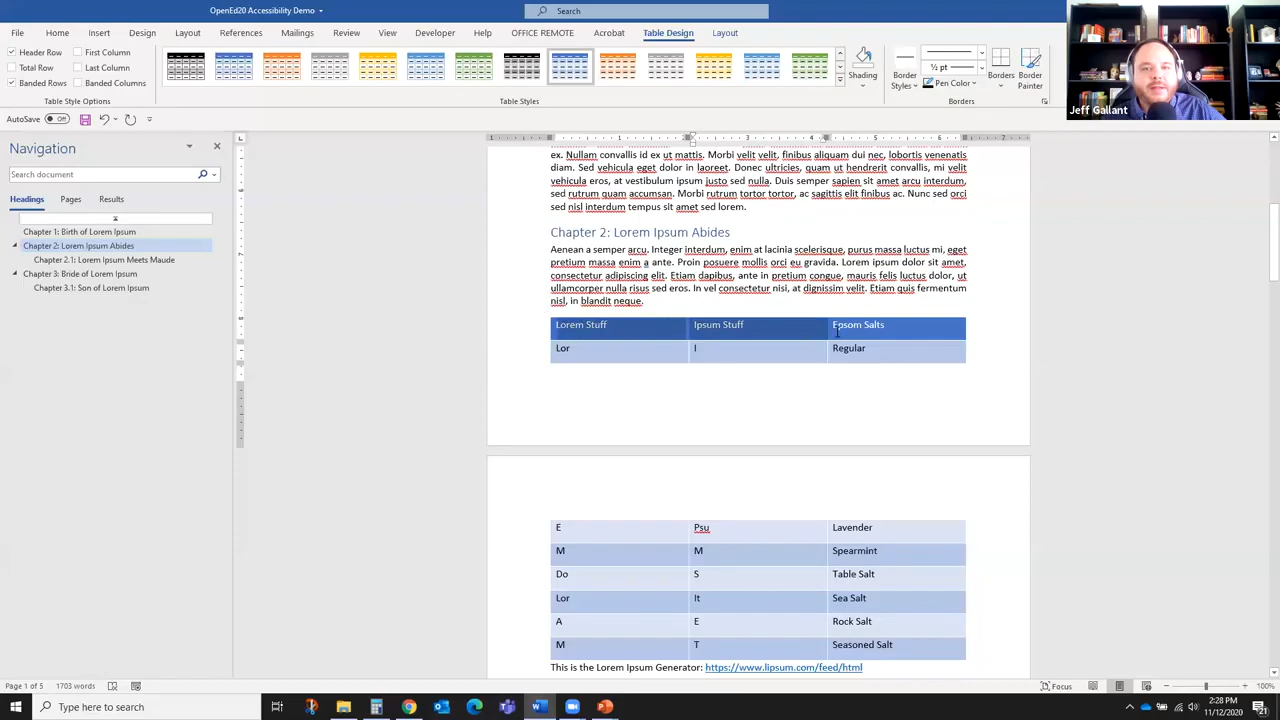 OpenEd20 Accessibility Demo
Search
File Home Insert Design Layout References Mailings Review View Developer Help OFFICE REMOTE Acrobat Table Design Layout
Header Row First Column
Total Row Last Column
Banded Rows Banded Columns
Table Style Options
Table Styles
Shading
Border Styles
½ pt
Pen Color
Borders
Border Painter
Borders
Jeff Gallant
AutoSave Off
Navigation
Search document
Headings Pages Results
Chapter 1: Birth of Lorem Ipsum
Chapter 2: Lorem Ipsum Abides
Chapter 2.1: Lorem Ipsum Meets Maude
Chapter 3: Bride of Lorem Ipsum
Chapter 3.1: Son of Lorem Ipsum
1 1 2 3 4 5 6 7
ex. Nullam convallis id ex ut mattis. Morbi velit velit, finibus aliquam dui nec, lobortis venenatis
diam. Sed vehicula eget dolor in laoreet. Donec ultricies, quam ut hendrerit convallis, mi velit
vehicula eros, at vestibulum ipsum justo sed nulla. Duis semper sapien sit amet arcu interdum,
sed rutrum quam accumsan. Morbi rutrum tortor tortor, ac sagittis elit finibus ac. Nunc sed orci
sed nisl interdum tempus sit amet sed lorem.
Chapter 2: Lorem Ipsum Abides
Aenean a semper arcu. Integer interdum, enim at lacinia scelerisque, purus massa luctus mi, eget
pretium massa enim a ante. Proin posuere mollis orci eu gravida. Lorem ipsum dolor sit amet,
consectetur adipiscing elit. Etiam dapibus, ante in pretium congue, mauris felis luctus dolor, ut
ullamcorper nulla risus sed eros. In vel consectetur nisi, at dignissim velit. Etiam quis fermentum
nisl, in blandit neque.
Lorem Stuff Ipsum Stuff Epsom Salts
Lor I Regular
E Psu Lavender
M M Spearmint
Do S Table Salt
Lor It Sea Salt
A E Rock Salt
M T Seasoned Salt
This is the Lorem Ipsum Generator: https://www.lipsum.com/feed/html
Page 1 of 5 1703 words
Focus
100%
Type here to search
2:28 PM
11/12/2020
21